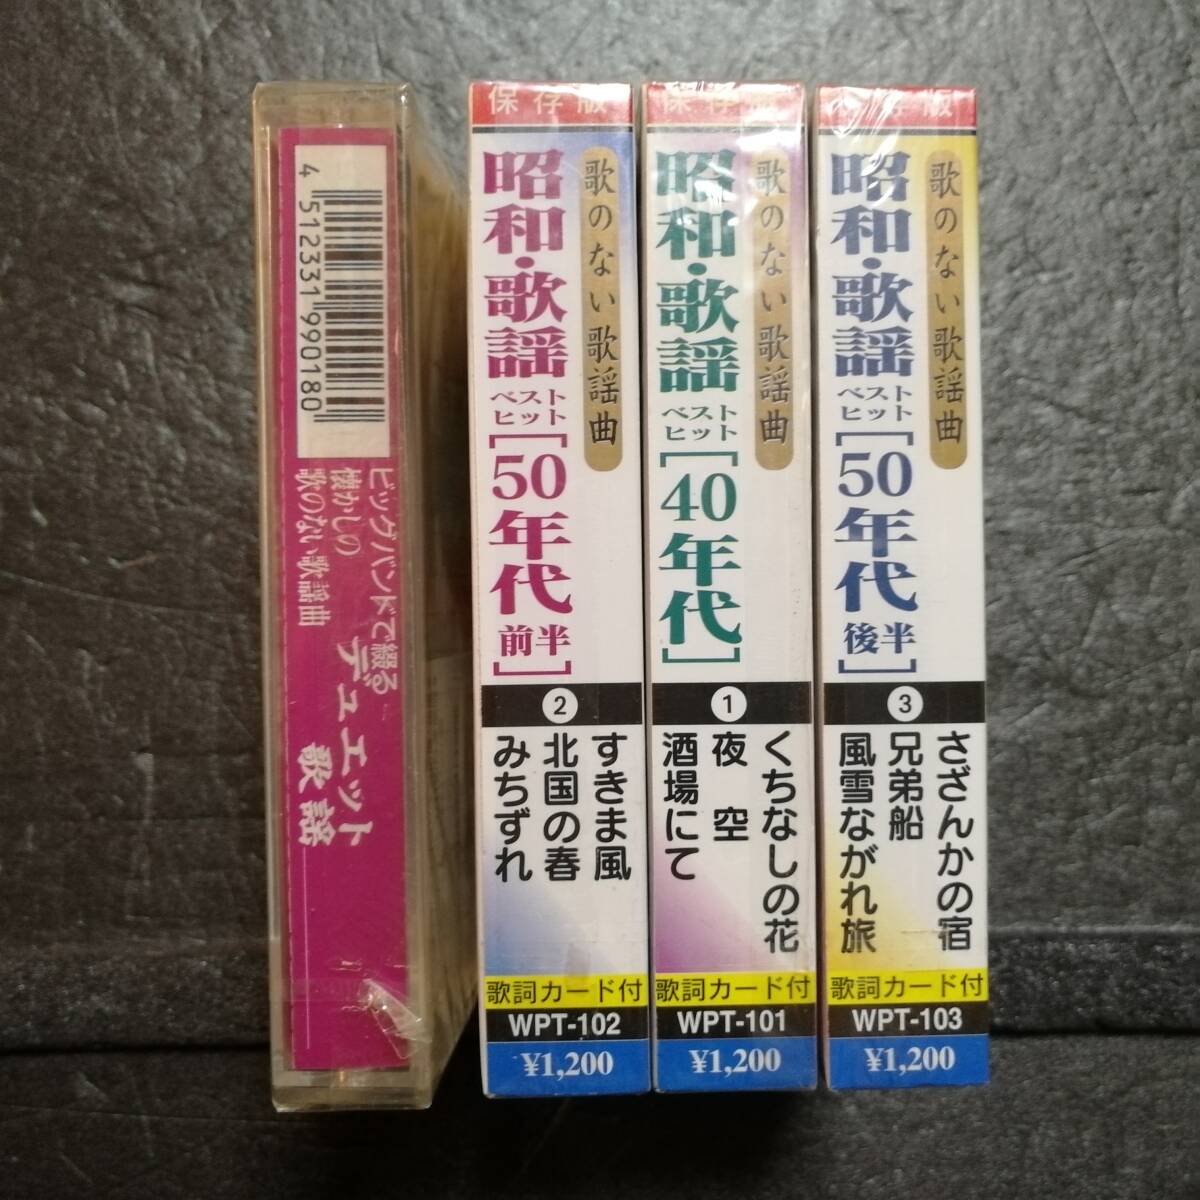 4 512331 990180
ビッグバンドで綴る
懐かしの
歌のない歌謡曲
デュエット
歌謡
保存版
歌のない歌謡曲
昭和・歌謡
ベスト
ヒット
[50年代
前半]
2
すきま風
北国の春
みちずれ
歌詞カード付
WPT-102
¥1,200
保存版
歌のない歌謡曲
昭和・歌謡
ベスト
ヒット
[40年代]
1
くちなしの花
夜空
酒場にて
歌詞カード付
WPT-101
¥1,200
保存版
歌のない歌謡曲
昭和・歌謡
ベスト
ヒット
[50年代
後半]
3
さざんかの宿
兄弟船
風雪ながれ旅
歌詞カード付
WPT-103
¥1,200